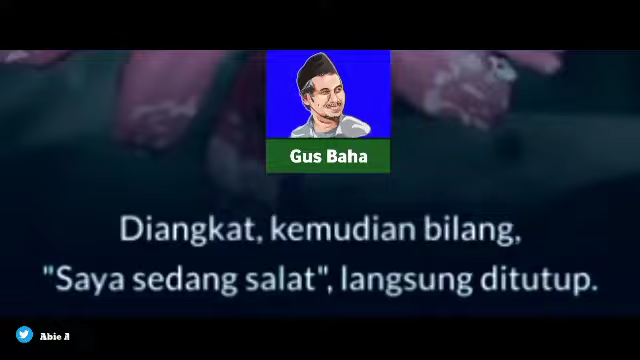 Gus Baha
Diangkat, kemudian bilang,
"Saya sedang salat", langsung ditutup.
Abie A